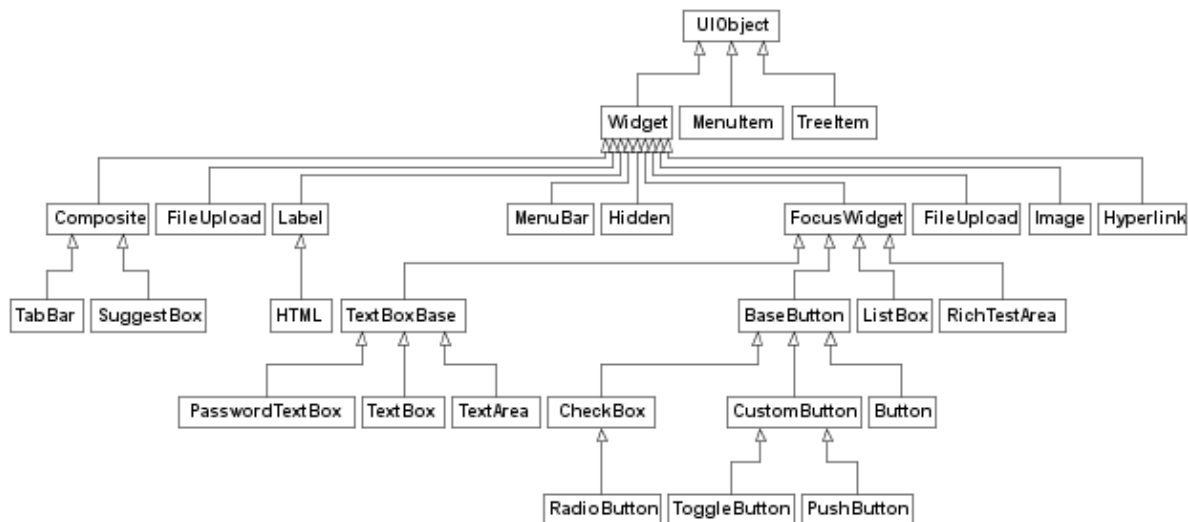 UIObject
Widget MenuItem TreeItem
Composite FileUpload Label MenuBar Hidden FocusWidget FileUpload Image Hyperlink
TabBar SuggestBox HTML TextBoxBase BaseButton ListBox RichTestArea
PasswordTextBox TextBox TextArea CheckBox CustomButton Button
RadioButton ToggleButton PushButton